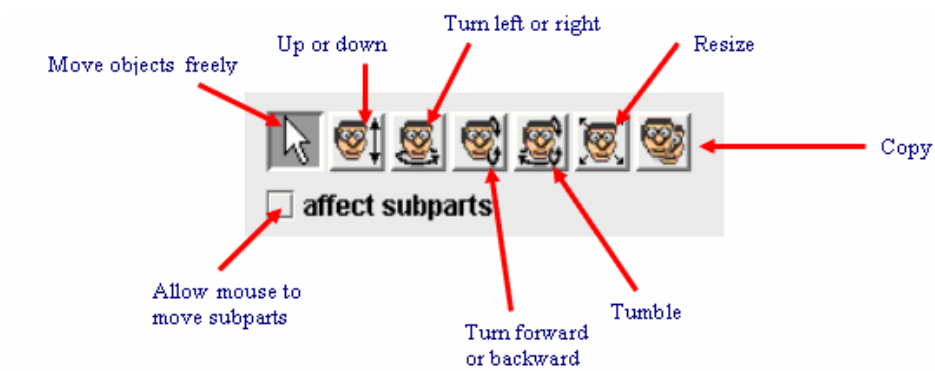 Turn left or right
Up or down
Resize
Move objects freely
Copy
affect subparts
Allow mouse to
move subparts
Tumble
Turn forward
or backward